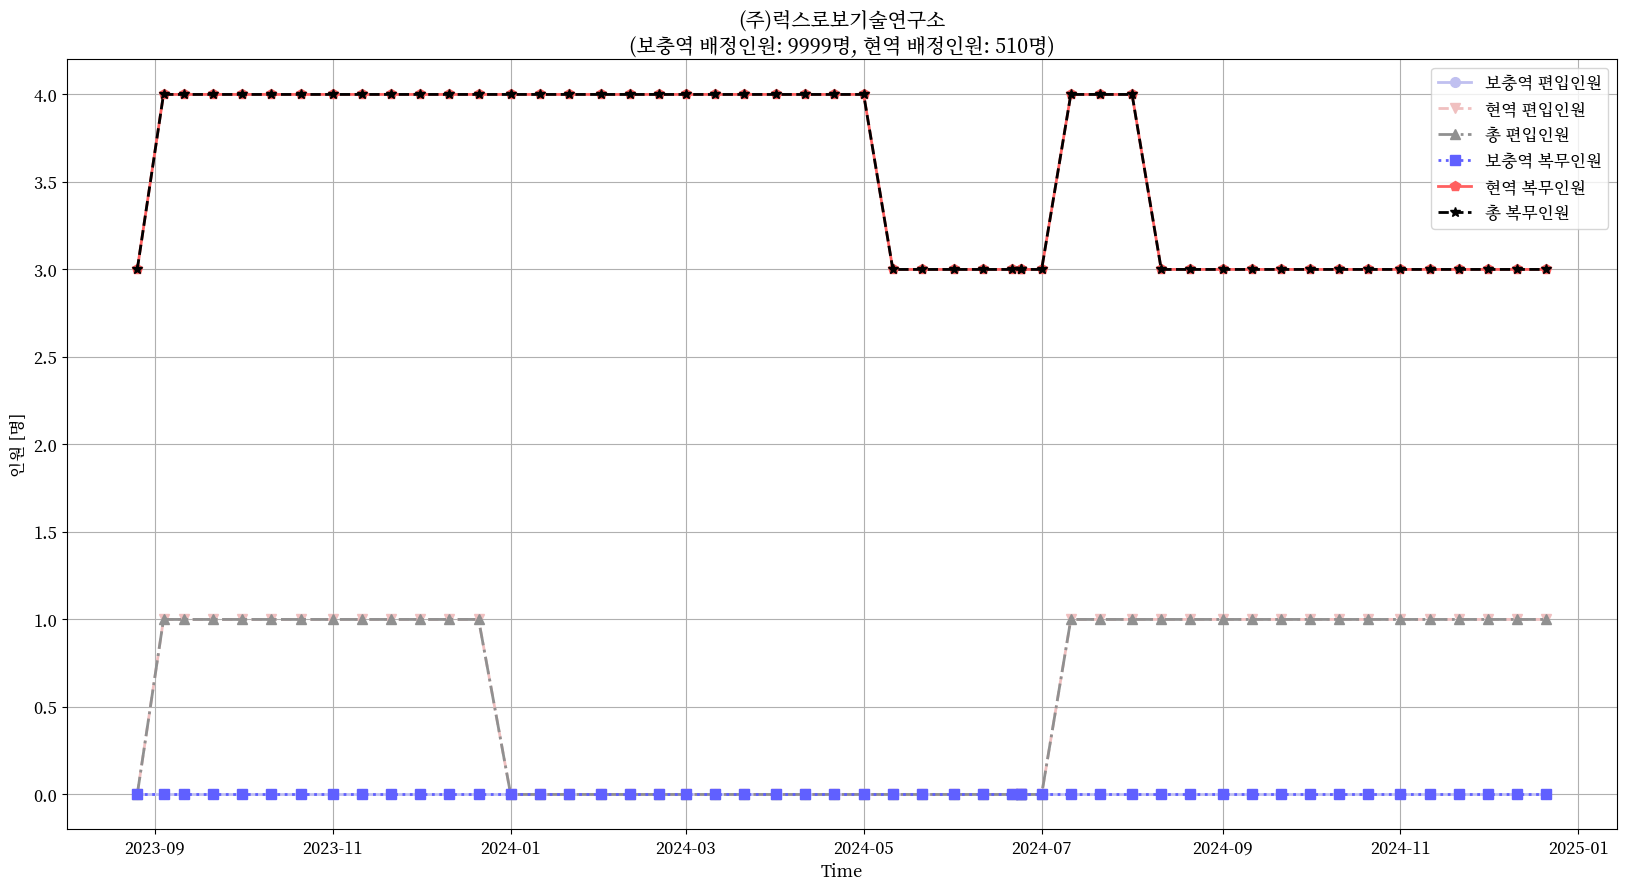 (주)럭스로보기술연구소
(보충역 배정인원: 9999명, 현역 배정인원: 510명)
보충역 편입인원
현역 편입인원
총 편입인원
보충역 복무인원
현역 복무인원
총 복무인원
4.0
3.5
3.0
2.5
2.0
1.5
1.0
0.5
0.0
인원 [명]
2023-09 2023-11 2024-01 2024-03 2024-05 2024-07 2024-09 2024-11 2025-01
Time